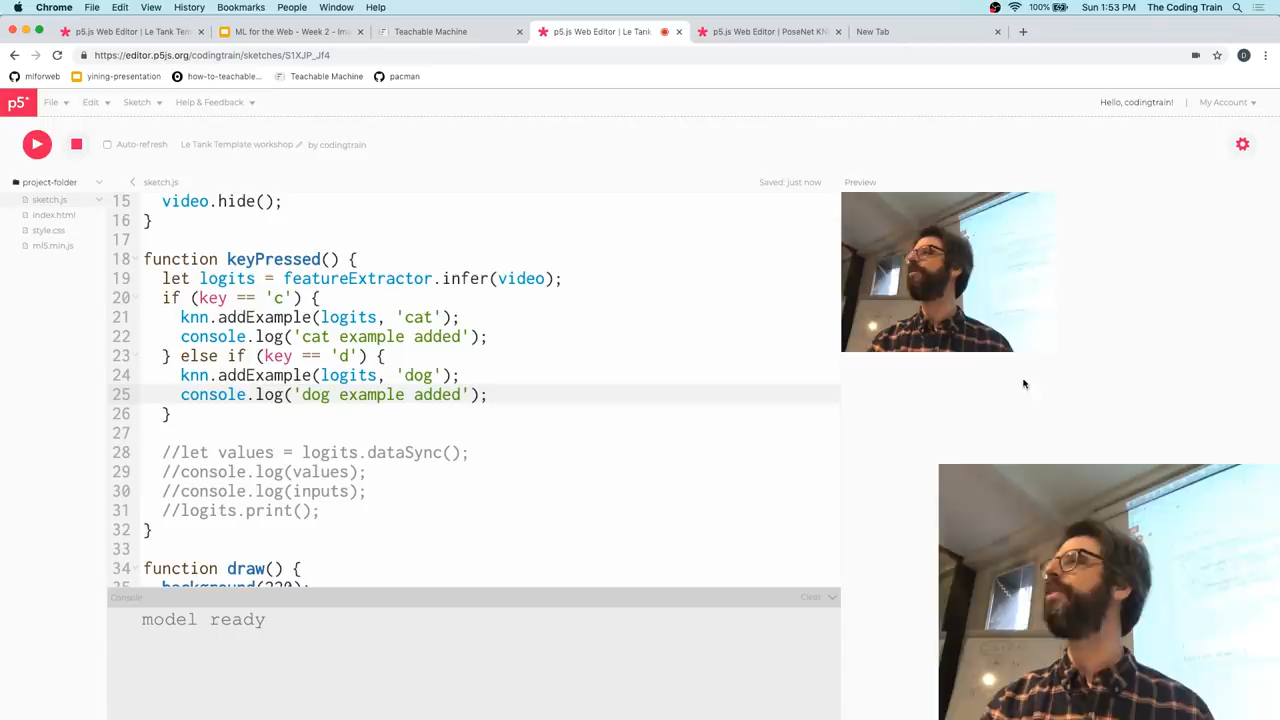 Chrome File Edit View History Bookmarks People Window Help 100% Sun 1:53 PM The Coding Train
p5.js Web Editor | Le Tank Tem ML for the Web - Week 2 - Ima Teachable Machine p5.js Web Editor | Le Tank p5.js Web Editor | PoseNet KN New Tab
https://editor.p5js.org/codingtrain/sketches/S1XJP_Jf4
mlforweb yining-presentation how-to-teachable... Teachable Machine pacman
p5* File Edit Sketch Help & Feedback Hello, codingtrain! | My Account
Auto-refresh Le Tank Template workshop by codingtrain
project-folder sketch.js Saved: just now Preview
sketch.js
index.html
style.css
ml5.min.js
15 video.hide();
16 }
17
18 function keyPressed() {
19 let logits = featureExtractor.infer(video);
20 if (key == 'c') {
21 knn.addExample(logits, 'cat');
22 console.log('cat example added');
23 } else if (key == 'd') {
24 knn.addExample(logits, 'dog');
25 console.log('dog example added');
26 }
27
28 //let values = logits.dataSync();
29 //console.log(values);
30 //console.log(inputs);
31 //logits.print();
32 }
33
34 function draw() {
35 background(220);
Console Clear
model ready